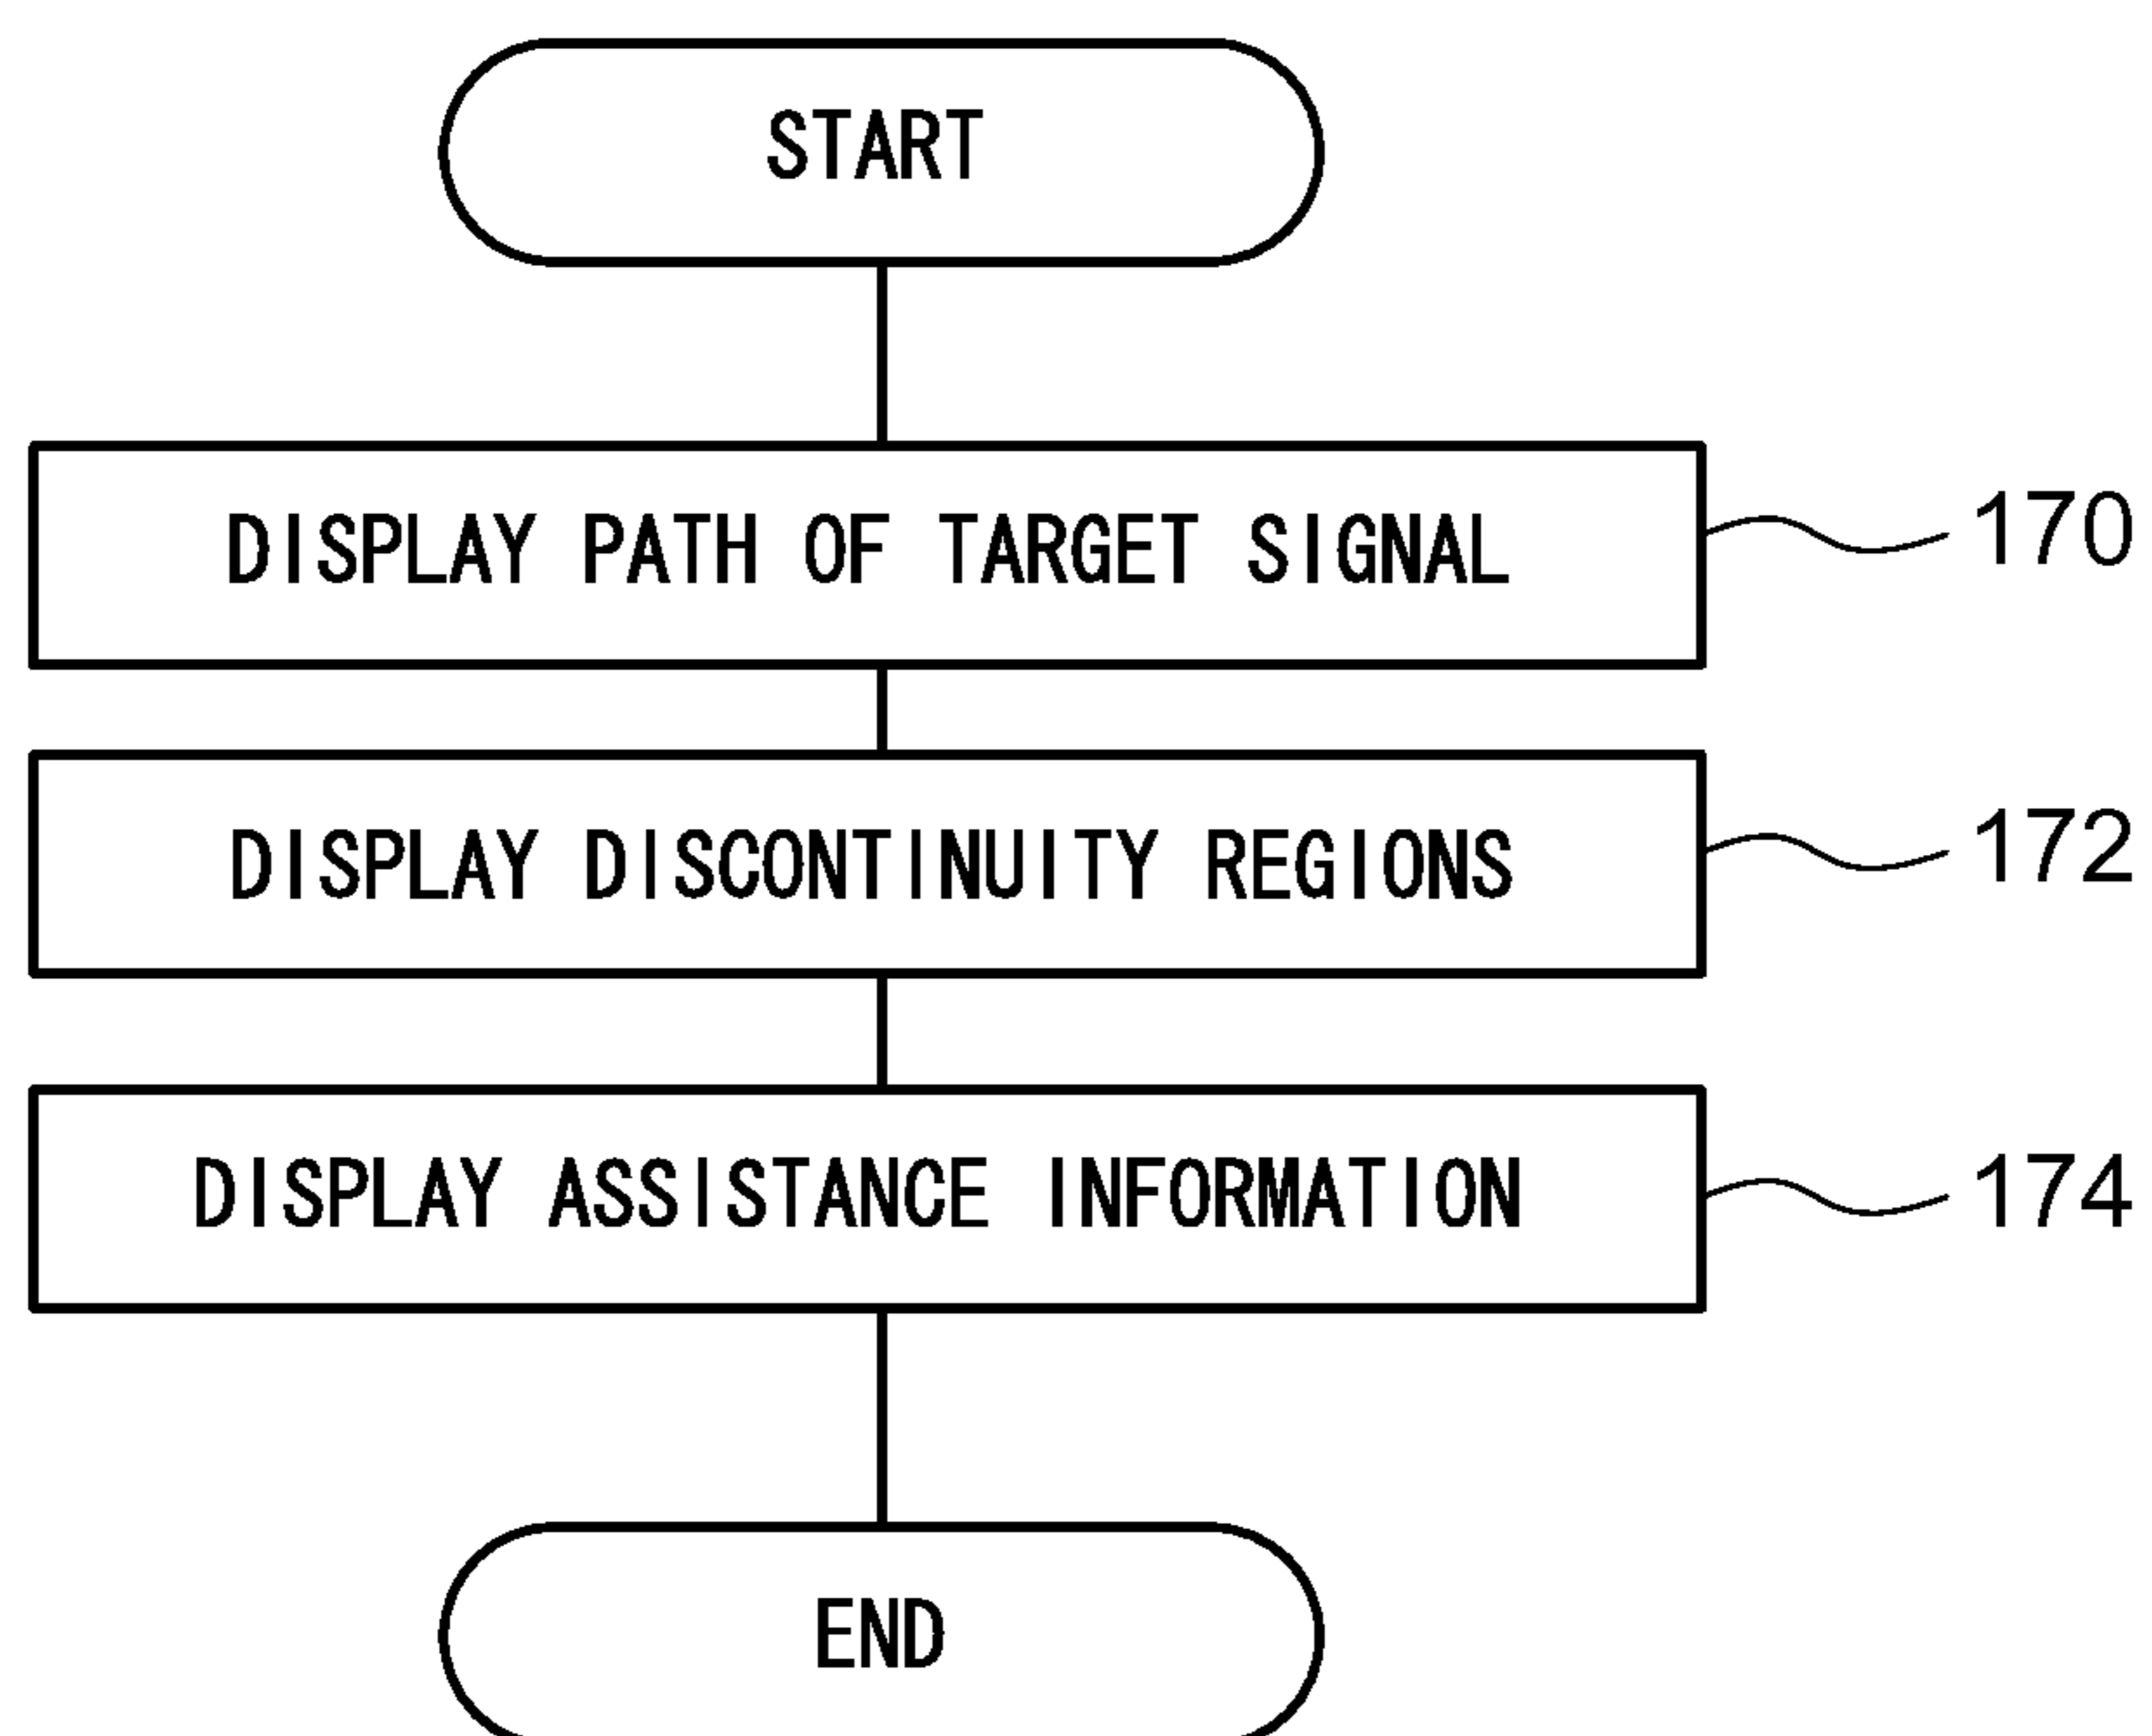 START
DISPLAY PATH OF TARGET SIGNAL
170
DISPLAY DISCONTINUITY REGIONS
172
DISPLAY ASSISTANCE INFORMATION
174
END